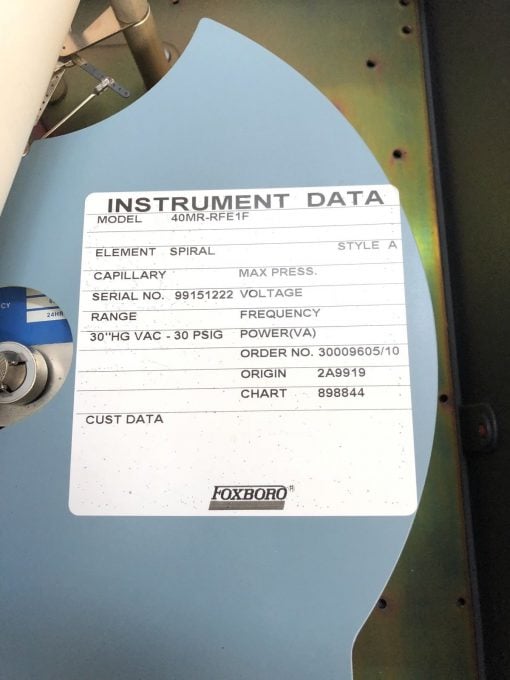 INSTRUMENT DATA
MODEL 40MR-RFE1F
ELEMENT SPIRAL STYLE A
CAPILLARY MAX PRESS.
SERIAL NO. 99151222 VOLTAGE
RANGE FREQUENCY
30"HG VAC - 30 PSIG POWER(VA)
ORDER NO. 30009605/10
ORIGIN 2A9919
CHART 898844
CUST DATA
FOXBORO®
CY
24HR